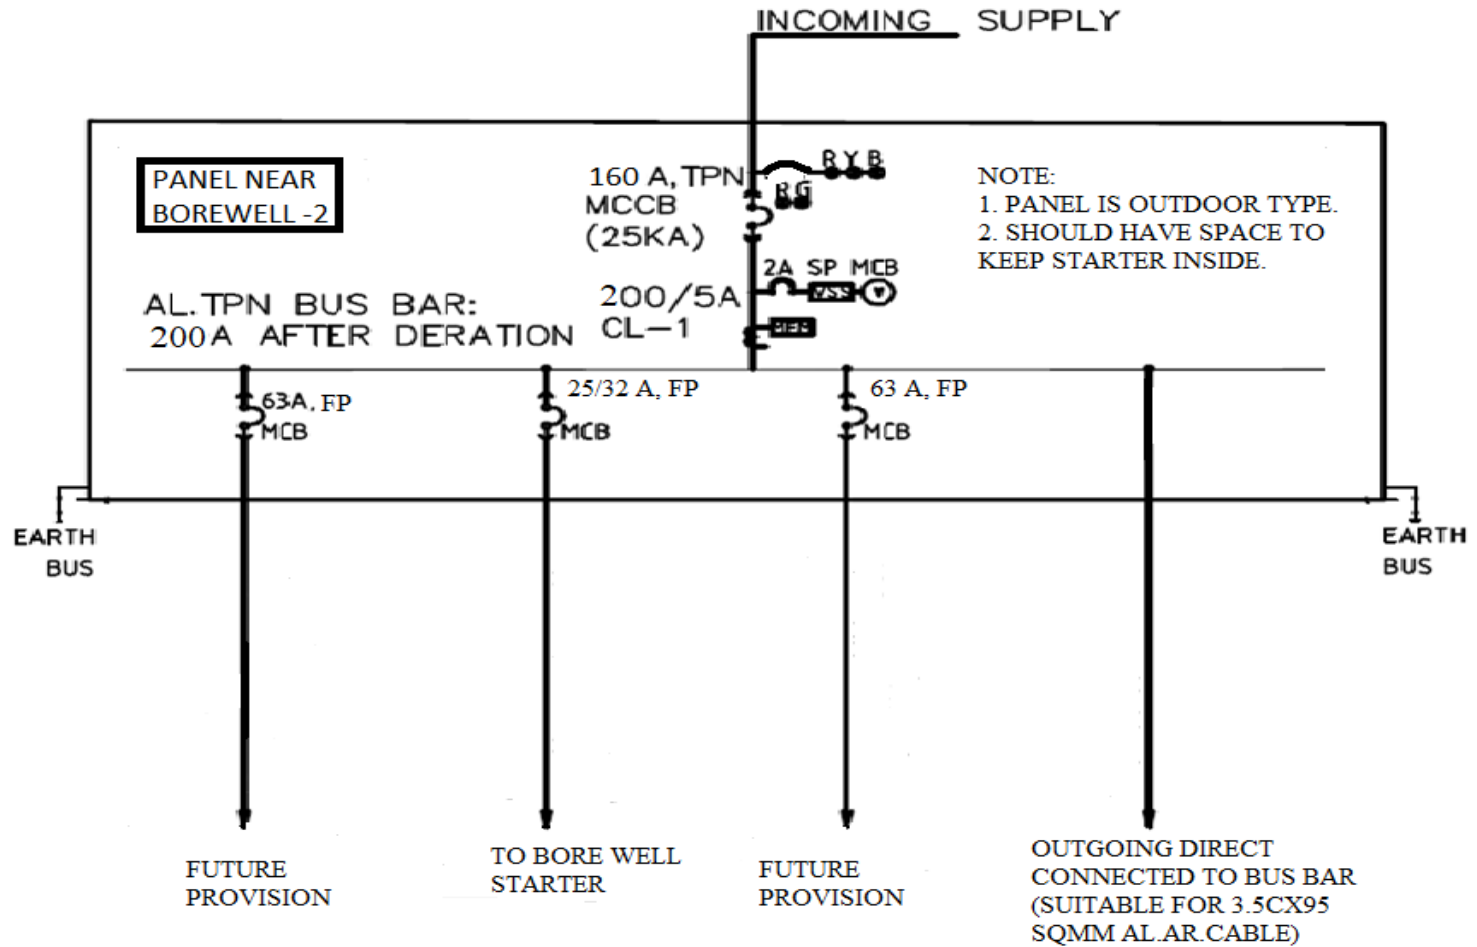 INCOMING SUPPLY
PANEL NEAR
BOREWELL -2
160 A, TPN
MCCB
(25KA)
R Y B
R G
NOTE:
1. PANEL IS OUTDOOR TYPE.
2. SHOULD HAVE SPACE TO
KEEP STARTER INSIDE.
2A SP MCB
VSS V
200/5A
CL-1
MFM
AL.TPN BUS BAR:
200A AFTER DERATION
63A, FP
MCB
25/32 A, FP
MCB
63 A, FP
MCB
EARTH
BUS
EARTH
BUS
FUTURE
PROVISION
TO BORE WELL
STARTER
FUTURE
PROVISION
OUTGOING DIRECT
CONNECTED TO BUS BAR
(SUITABLE FOR 3.5CX95
SQMM AL.AR.CABLE)